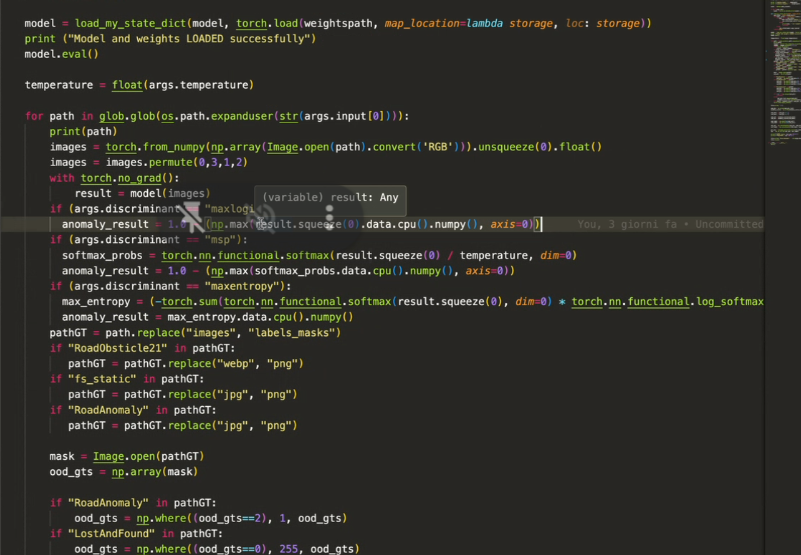 model = load_my_state_dict(model, torch.load(weightspath, map_location=lambda storage, loc: storage))
print ("Model and weights LOADED successfully")
model.eval()
temperature = float(args.temperature)
for path in glob.glob(os.path.expanduser(str(args.input[0]))):
print(path)
images = torch.from_numpy(np.array(Image.open(path).convert('RGB'))).unsqueeze(0).float()
images = images.permute(0,3,1,2)
with torch.no_grad():
result = model(images)
(variable) result: Any
if (args.discriminant == "maxlogi
anomaly_result = 1.0 (np.max(result.squeeze(0).data.cpu().numpy(), axis=0)) You, 3 giorni fa • Uncommitted
if (args.discriminant == "msp"):
softmax_probs = torch.nn.functional.softmax(result.squeeze(0) / temperature, dim=0)
anomaly_result = 1.0 - (np.max(softmax_probs.data.cpu().numpy(), axis=0))
if (args.discriminant == "maxentropy"):
max_entropy = (-torch.sum(torch.nn.functional.softmax(result.squeeze(0), dim=0) * torch.nn.functional.log_softmax
anomaly_result = max_entropy.data.cpu().numpy()
pathGT = path.replace("images", "labels_masks")
if "RoadObsticle21" in pathGT:
pathGT = pathGT.replace("webp", "png")
if "fs_static" in pathGT:
pathGT = pathGT.replace("jpg", "png")
if "RoadAnomaly" in pathGT:
pathGT = pathGT.replace("jpg", "png")
mask = Image.open(pathGT)
ood_gts = np.array(mask)
if "RoadAnomaly" in pathGT:
ood_gts = np.where((ood_gts==2), 1, ood_gts)
if "LostAndFound" in pathGT:
ood_gts = np.where((ood_gts==0), 255, ood_gts)